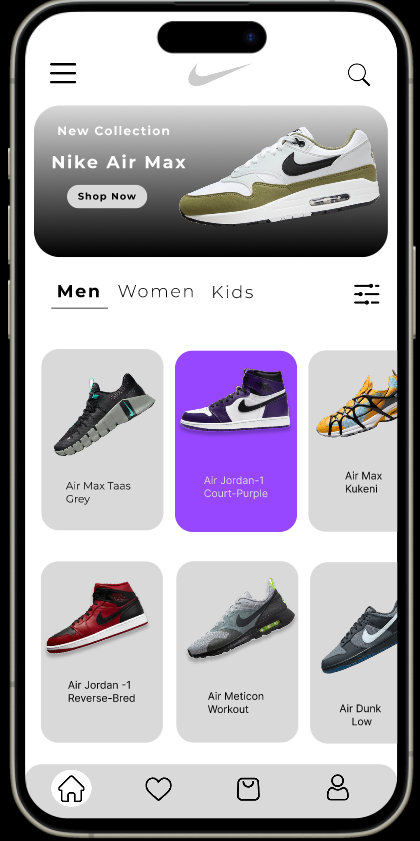 New Collection
Nike Air Max
Shop Now
Men Women Kids
Air Max Taas
Grey
Air Jordan-1
Court-Purple
Air Max
Kukeni
Air Jordan -1
Reverse-Bred
Air Meticon
Workout
Air Dunk
Low